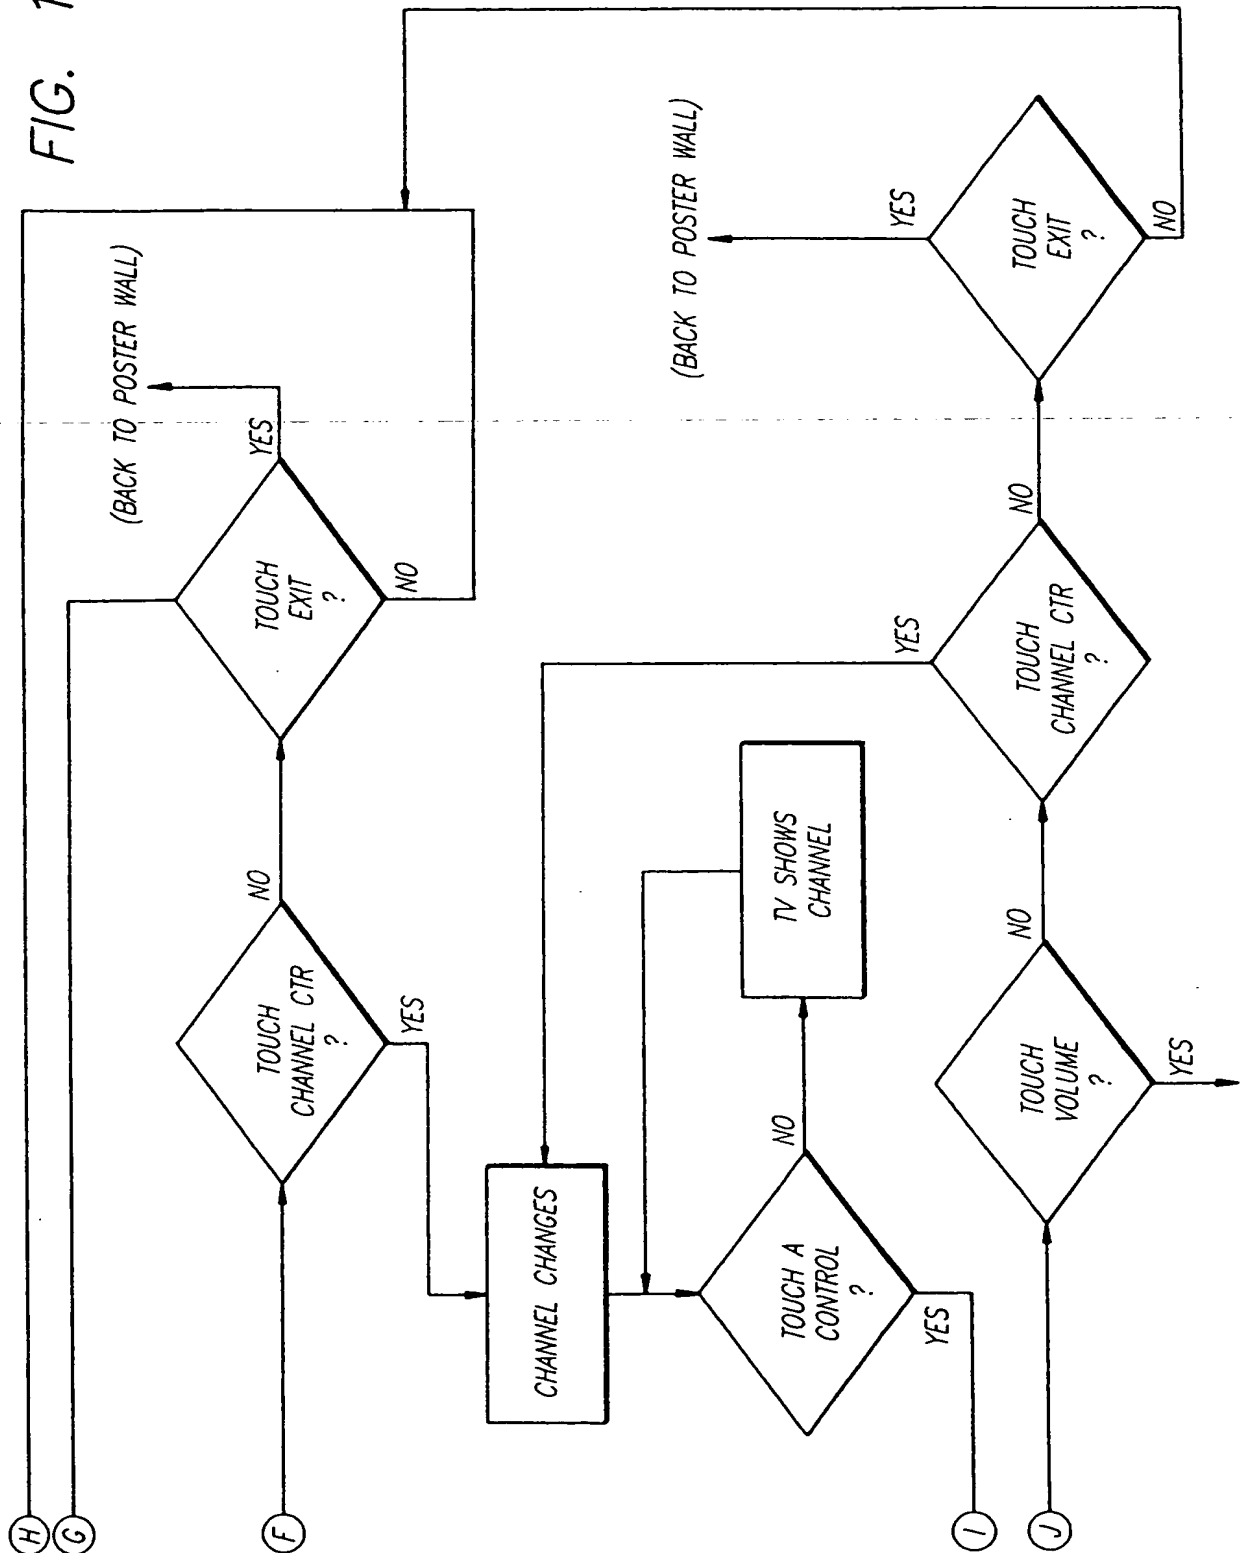 FIG. 1
H
G
F
TOUCH
CHANNEL CTR
?
NO
YES
TOUCH
EXIT
?
YES
NO
(BACK TO POSTER WALL)
CHANNEL CHANGES
TOUCH A
CONTROL
?
NO
YES
TV SHOWS
CHANNEL
I
J
TOUCH
VOLUME
?
NO
YES
TOUCH
CHANNEL CTR
?
YES
NO
TOUCH
EXIT
?
YES
NO
(BACK TO POSTER WALL)